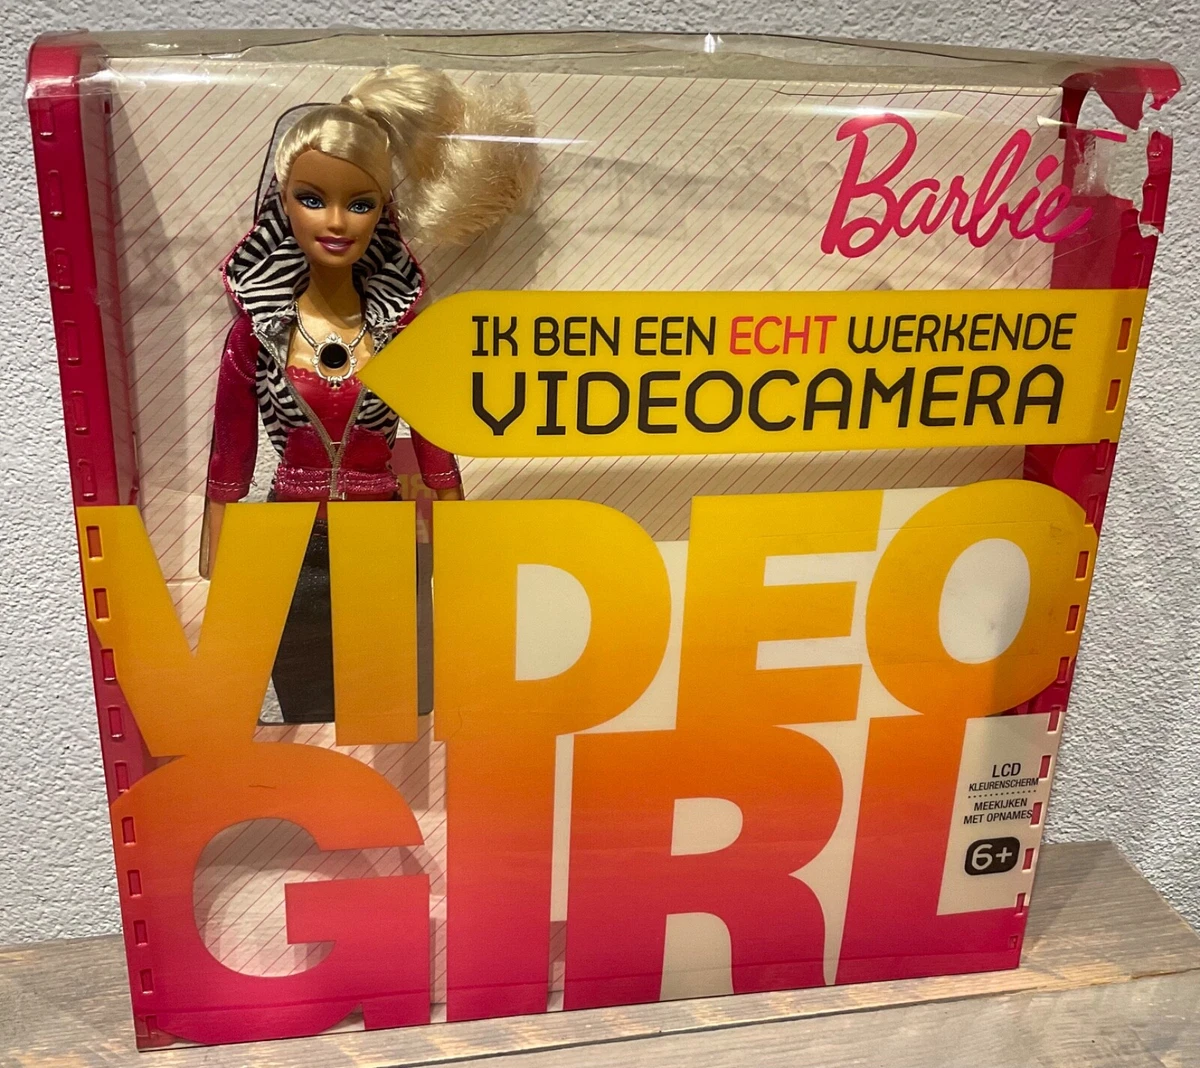 Barbie
IK BEN EEN ECHT WERKENDE
VIDEOCAMERA
VIDEO
GIRL
LCD
KLEURENSCHERM
MEEKIJKEN
MET OPNAMES
6+